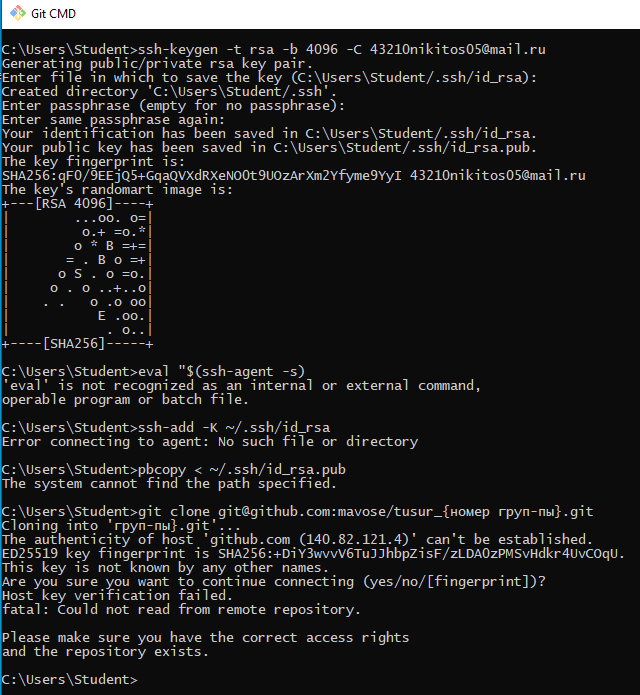 Git CMD
C:\Users\Student>ssh-keygen -t rsa -b 4096 -C 43210nikitos05@mail.ru
Generating public/private rsa key pair.
Enter file in which to save the key (C:\Users\Student/.ssh/id_rsa):
Created directory 'C:\Users\Student/.ssh'.
Enter passphrase (empty for no passphrase):
Enter same passphrase again:
Your identification has been saved in C:\Users\Student/.ssh/id_rsa.
Your public key has been saved in C:\Users\Student/.ssh/id_rsa.pub.
The key fingerprint is:
SHA256:qF0/9EEjQ5+GqaQVXdRXeNOOt9UOzArXm2Yfyme9YyI 43210nikitos05@mail.ru
The key's randomart image is:
+---[RSA 4096]----+
|        ...oo. o=|
|         o.+ =o.*|
|        o * B =+=|
|       = . B o =+|
|      o S . o =o.|
|     o . o ..+..o|
|    . .   o .o oo|
|           E .oo.|
|            . o..|
+----[SHA256]-----+
C:\Users\Student>eval "$(ssh-agent -s)
'eval' is not recognized as an internal or external command,
operable program or batch file.
C:\Users\Student>ssh-add -K ~/.ssh/id_rsa
Error connecting to agent: No such file or directory
C:\Users\Student>pbcopy < ~/.ssh/id_rsa.pub
The system cannot find the path specified.
C:\Users\Student>git clone git@github.com:mavose/tusur_{номер груп-пы}.git
Cloning into 'груп-пы}.git'...
The authenticity of host 'github.com (140.82.121.4)' can't be established.
ED25519 key fingerprint is SHA256:+DiY3wvvV6TuJJhbpZisF/zLDA0zPMSvHdkr4UvCOqU.
This key is not known by any other names.
Are you sure you want to continue connecting (yes/no/[fingerprint])?
Host key verification failed.
fatal: Could not read from remote repository.
Please make sure you have the correct access rights
and the repository exists.
C:\Users\Student>